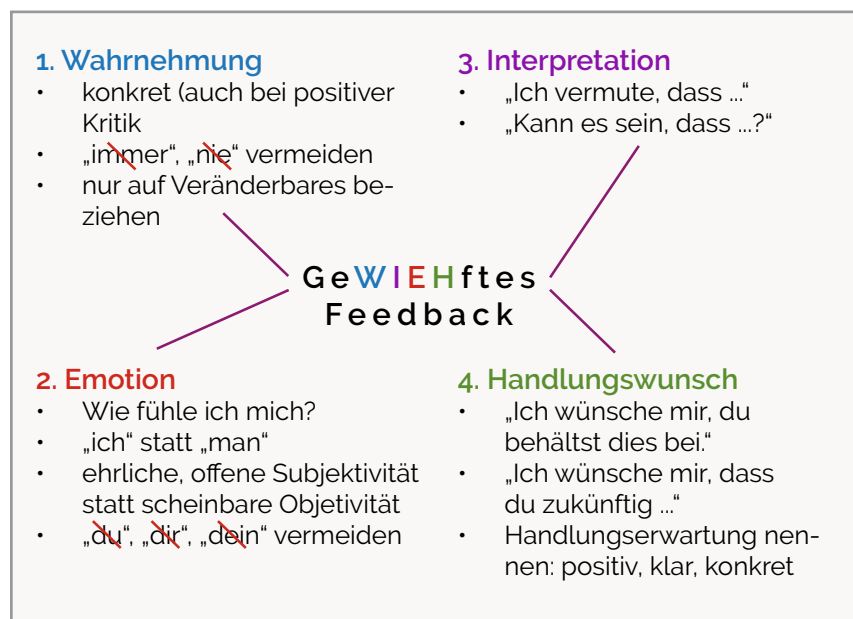 1. Wahrnehmung
• konkret (auch bei positiver
Kritik
• „immer“, „nie“ vermeiden
• nur auf Veränderbares be-
ziehen
3. Interpretation
• „Ich vermute, dass ...“
• „Kann es sein, dass ...?“
GeWIEHftes
Feedback
2. Emotion
• Wie fühle ich mich?
• „ich“ statt „man“
• ehrliche, offene Subjektivität
statt scheinbare Objetivität
• „du“, „dir“, „dein“ vermeiden
4. Handlungswunsch
• „Ich wünsche mir, du
behältst dies bei.“
• „Ich wünsche mir, dass
du zukünftig ...“
• Handlungserwartung nen-
nen: positiv, klar, konkret